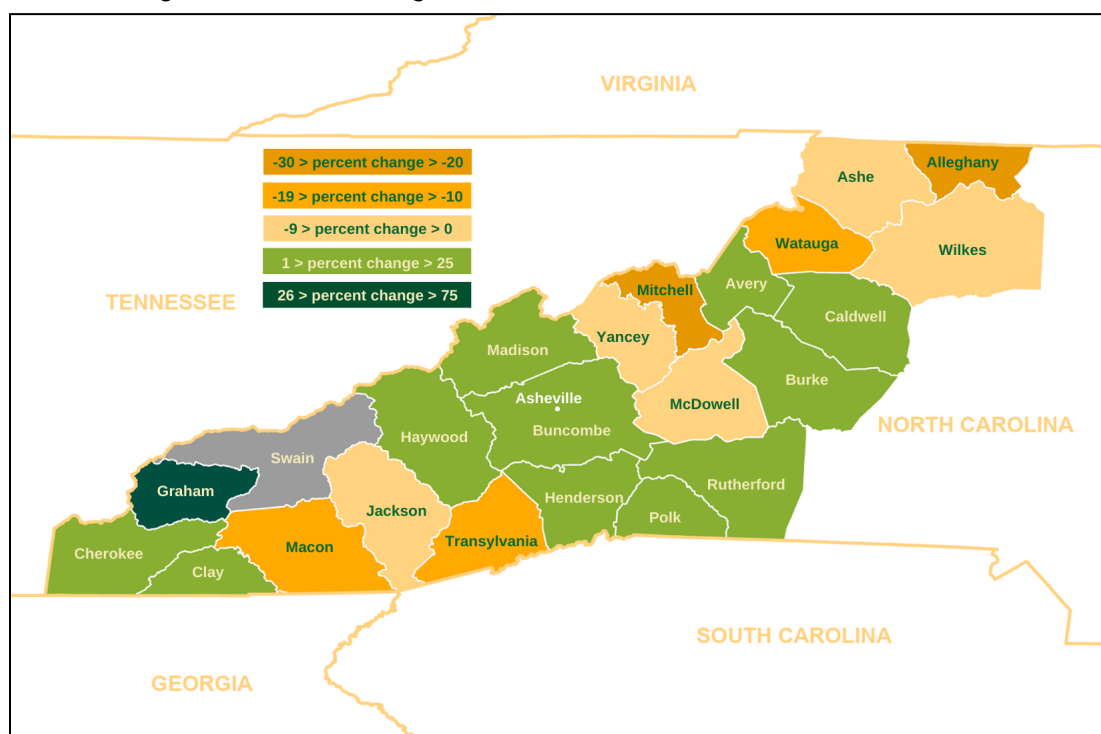 VIRGINIA
-30 > percent change > -20
-19 > percent change > -10
-9 > percent change > 0
1 > percent change > 25
26 > percent change > 75
TENNESSEE
Alleghany
Ashe
Watauga
Wilkes
Mitchell
Avery
Caldwell
Yancey
Madison
Burke
Asheville
McDowell
Buncombe
Haywood
NORTH CAROLINA
Swain
Rutherford
Graham
Henderson
Jackson
Polk
Transylvania
Macon
Cherokee
Clay
SOUTH CAROLINA
GEORGIA